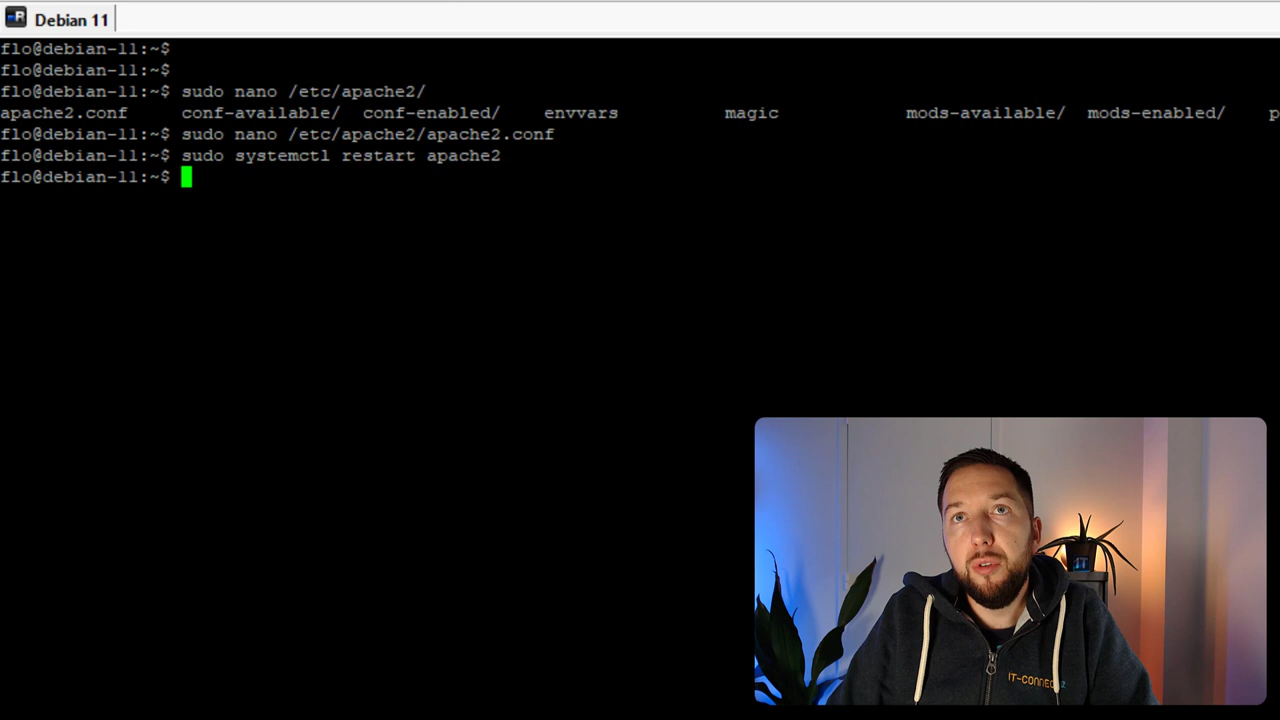 Debian 11
flo@debian-11:~$
flo@debian-11:~$
flo@debian-11:~$ sudo nano /etc/apache2/
apache2.conf conf-available/ conf-enabled/ envvars magic mods-available/ mods-enabled/ p
flo@debian-11:~$ sudo nano /etc/apache2/apache2.conf
flo@debian-11:~$ sudo systemctl restart apache2
flo@debian-11:~$
IT